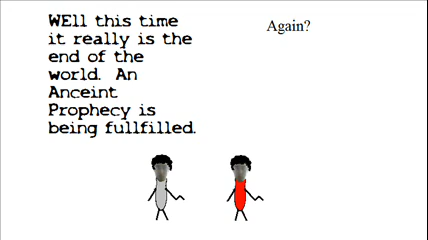 WEll this time
it really is the
end of the
world. An
Anceint
Prophecy is
being fullfilled.
Again?